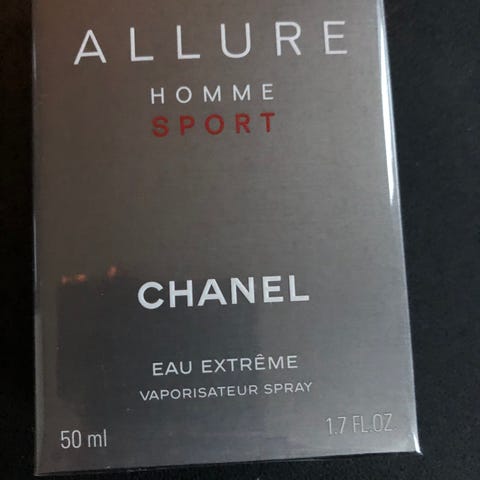 ALLURE
HOMME
SPORT
CHANEL
EAU EXTRÊME
VAPORISATEUR SPRAY
50 ml 1.7 FL.OZ.